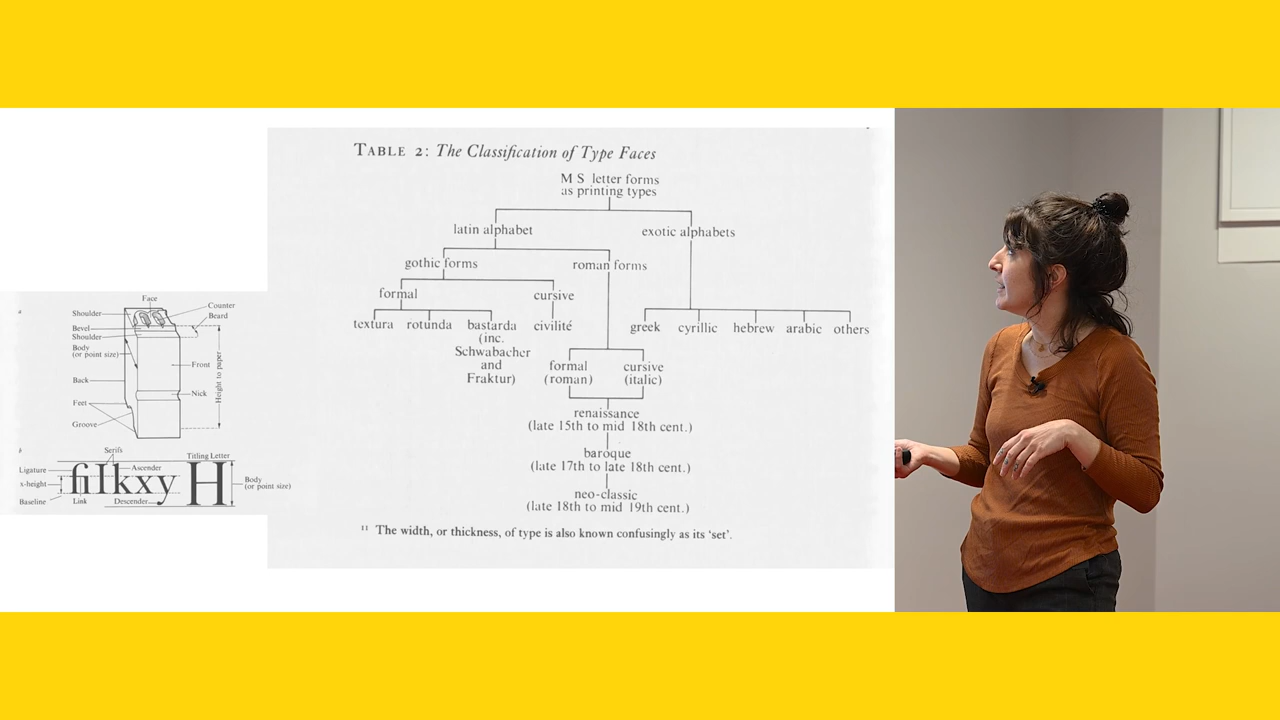 TABLE 2: The Classification of Type Faces
MS letter forms
as printing types
latin alphabet
exotic alphabets
gothic forms
roman forms
formal
cursive
textura
rotunda
bastarda
(inc.
Schwabacher
and
Fraktur)
civilité
greek
cyrillic
hebrew
arabic
others
formal
(roman)
cursive
(italic)
renaissance
(late 15th to mid 18th cent.)
baroque
(late 17th to late 18th cent.)
neo-classic
(late 18th to mid 19th cent.)
11 The width, or thickness, of type is also known confusingly as its 'set'.
a
Face
Shoulder
Counter
Beard
Bevel
Shoulder
Body
(or point size)
Front
Height to paper
Back
Nick
Feet
Groove
b
Serifs
Titling Letter
Ligature
Ascender
x-height
fiIkxy H
Body
(or point size)
Baseline
Link
Descender